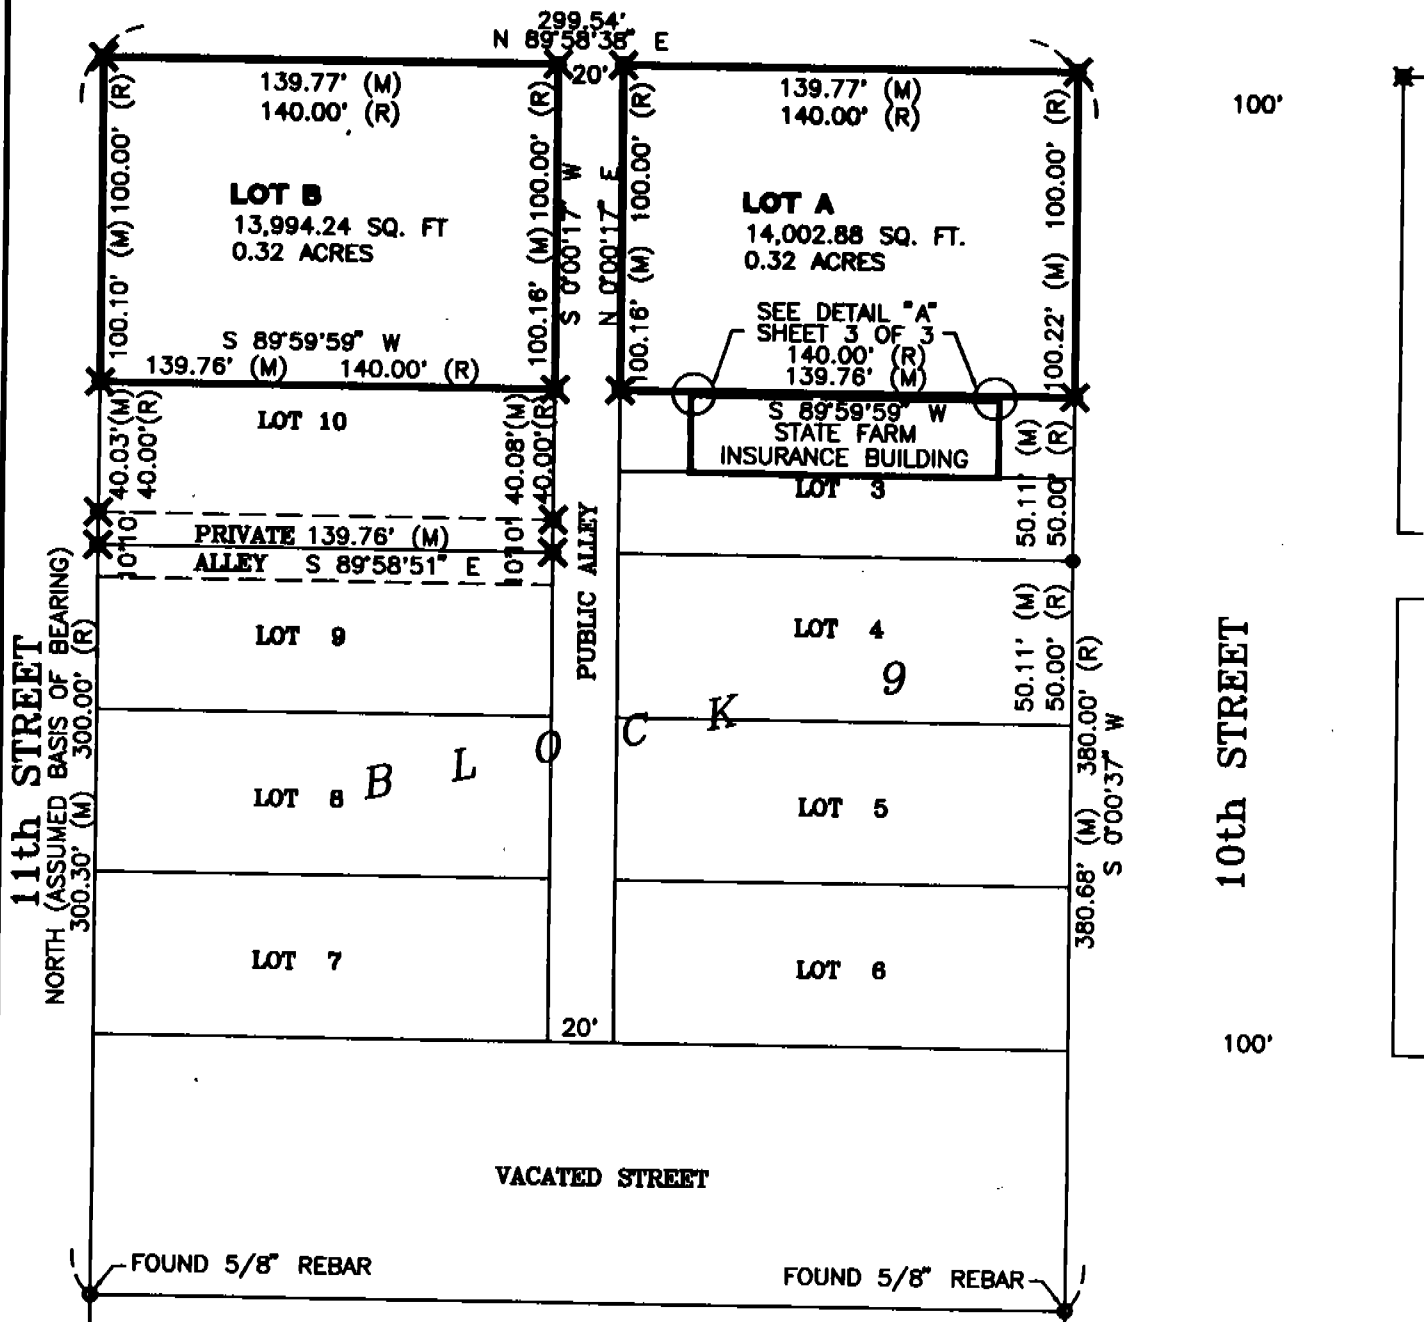 299.54'
N 89°58'38" E
20'
139.77' (M)
140.00' (R)
139.77' (M)
140.00' (R)
100'
100.10' (M) 100.00' (R)
100.16' (M) 100.00' (R)
S 0°00'17" W
N 0°00'17" E
100.16' (M) 100.00' (R)
100.22' (M) 100.00' (R)
LOT B
13,994.24 SQ. FT
0.32 ACRES
LOT A
14,002.88 SQ. FT.
0.32 ACRES
SEE DETAIL "A"
SHEET 3 OF 3
140.00' (R)
139.76' (M)
S 89°59'59" W
139.76' (M) 140.00' (R)
S 89°59'59" W
STATE FARM
INSURANCE BUILDING
LOT 10
40.03'(M)
40.00'(R)
40.08'(M)
40.00'(R)
LOT 3
50.11' (M)
50.00' (R)
10'10'
PRIVATE 139.76' (M)
ALLEY S 89°58'51" E
10'10'
PUBLIC ALLEY
LOT 9
LOT 4
50.11' (M)
50.00' (R)
11th STREET
NORTH (ASSUMED BASIS OF BEARING)
300.30' (M) 300.00' (R)
BLOCK 9
LOT 8
LOT 5
380.68' (M) 380.00' (R)
S 0°00'37" W
10th STREET
LOT 7
LOT 6
20'
100'
VACATED STREET
FOUND 5/8" REBAR
FOUND 5/8" REBAR